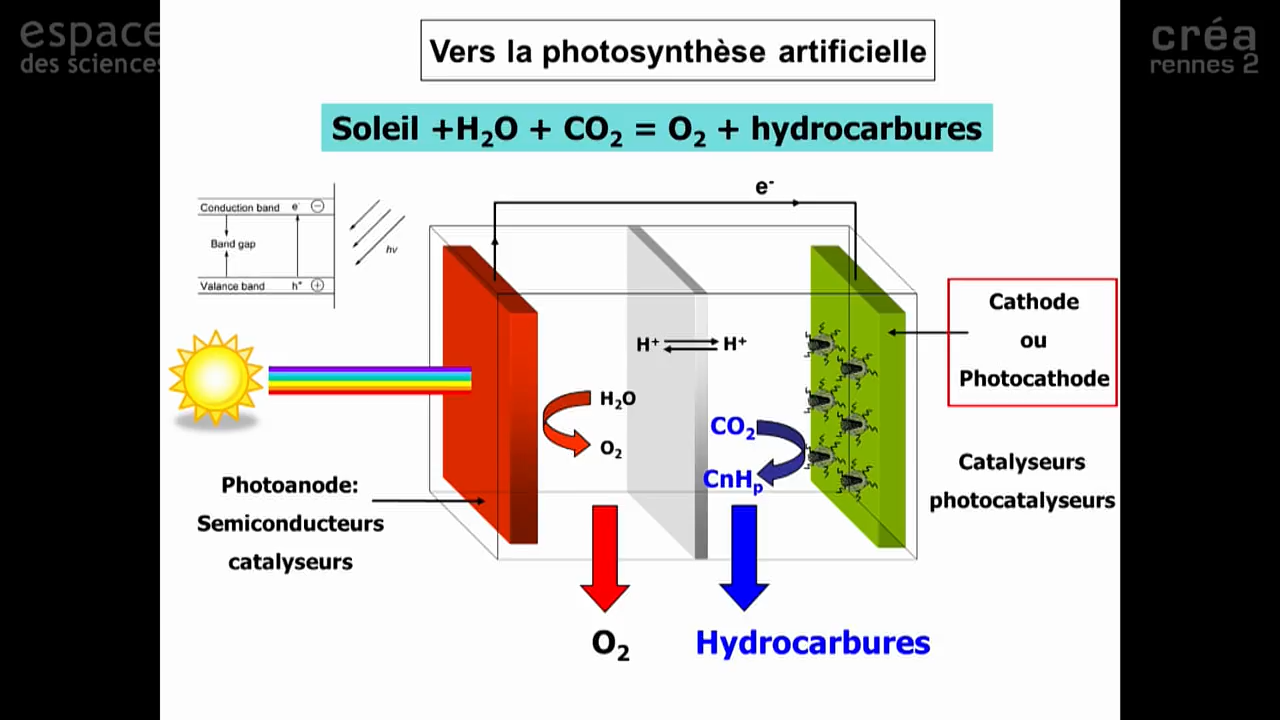 espace
des sciences
créa
rennes 2
Vers la photosynthèse artificielle
Soleil +H₂O + CO₂ = O₂ + hydrocarbures
e⁻
Conduction band e⁻ −
Band gap
hν
Valance band h⁺ +
Cathode
ou
Photocathode
H⁺ H⁺
H₂O
O₂
CO₂
CnHₚ
Catalyseurs
photocatalyseurs
Photoanode:
Semiconducteurs
catalyseurs
O₂
Hydrocarbures